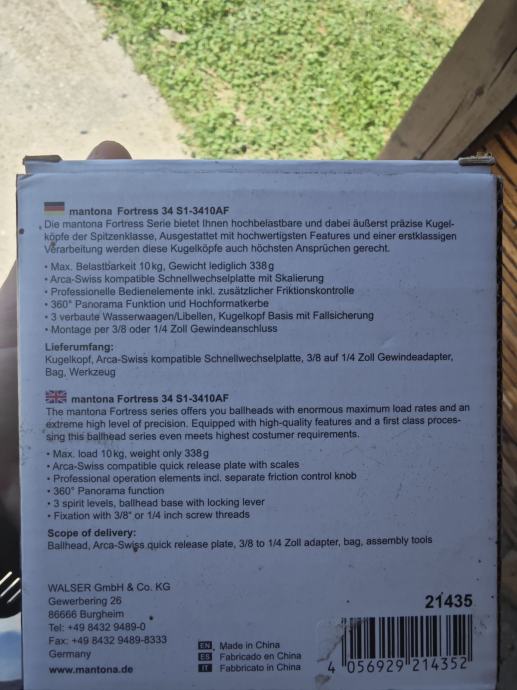 mantona Fortress 34 S1-3410AF
Die mantona Fortress Serie bietet Ihnen hochbelastbare und dabei äußerst präzise Kugel-
köpfe der Spitzenklasse, Ausgestattet mit hochwertigsten Features und einer erstklassigen
Verarbeitung werden diese Kugelköpfe auch höchsten Ansprüchen gerecht.
• Max. Belastbarkeit 10 kg, Gewicht lediglich 338 g
• Arca-Swiss kompatible Schnellwechselplatte mit Skalierung
• Professionelle Bedienelemente inkl. zusätzlicher Friktionskontrolle
• 360° Panorama Funktion und Hochformatkerbe
• 3 verbaute Wasserwaagen/Libellen, Kugelkopf Basis mit Fallsicherung
• Montage per 3/8 oder 1/4 Zoll Gewindeanschluss
Lieferumfang:
Kugelkopf, Arca-Swiss kompatible Schnellwechselplatte, 3/8 auf 1/4 Zoll Gewindeadapter,
Bag, Werkzeug
mantona Fortress 34 S1-3410AF
The mantona Fortress series offers you ballheads with enormous maximum load rates and an
extreme high level of precision. Equipped with high-quality features and a first class proces-
sing this ballhead series even meets highest costumer requirements.
• Max. load 10 kg, weight only 338 g
• Arca-Swiss compatible quick release plate with scales
• Professional operation elements incl. separate friction control knob
• 360° Panorama function
• 3 spirit levels, ballhead base with locking lever
• Fixation with 3/8" or 1/4 inch screw threads
Scope of delivery:
Ballhead, Arca-Swiss quick release plate, 3/8 to 1/4 Zoll adapter, bag, assembly tools
WALSER GmbH & Co. KG
Gewerbering 26
86666 Burgheim
Tel: +49 8432 9489-0
Fax: +49 8432 9489-8333
Germany
www.mantona.de
EN Made in China
ES Fabricado en China
IT Fabbricato in China
21435
4 056929 214352